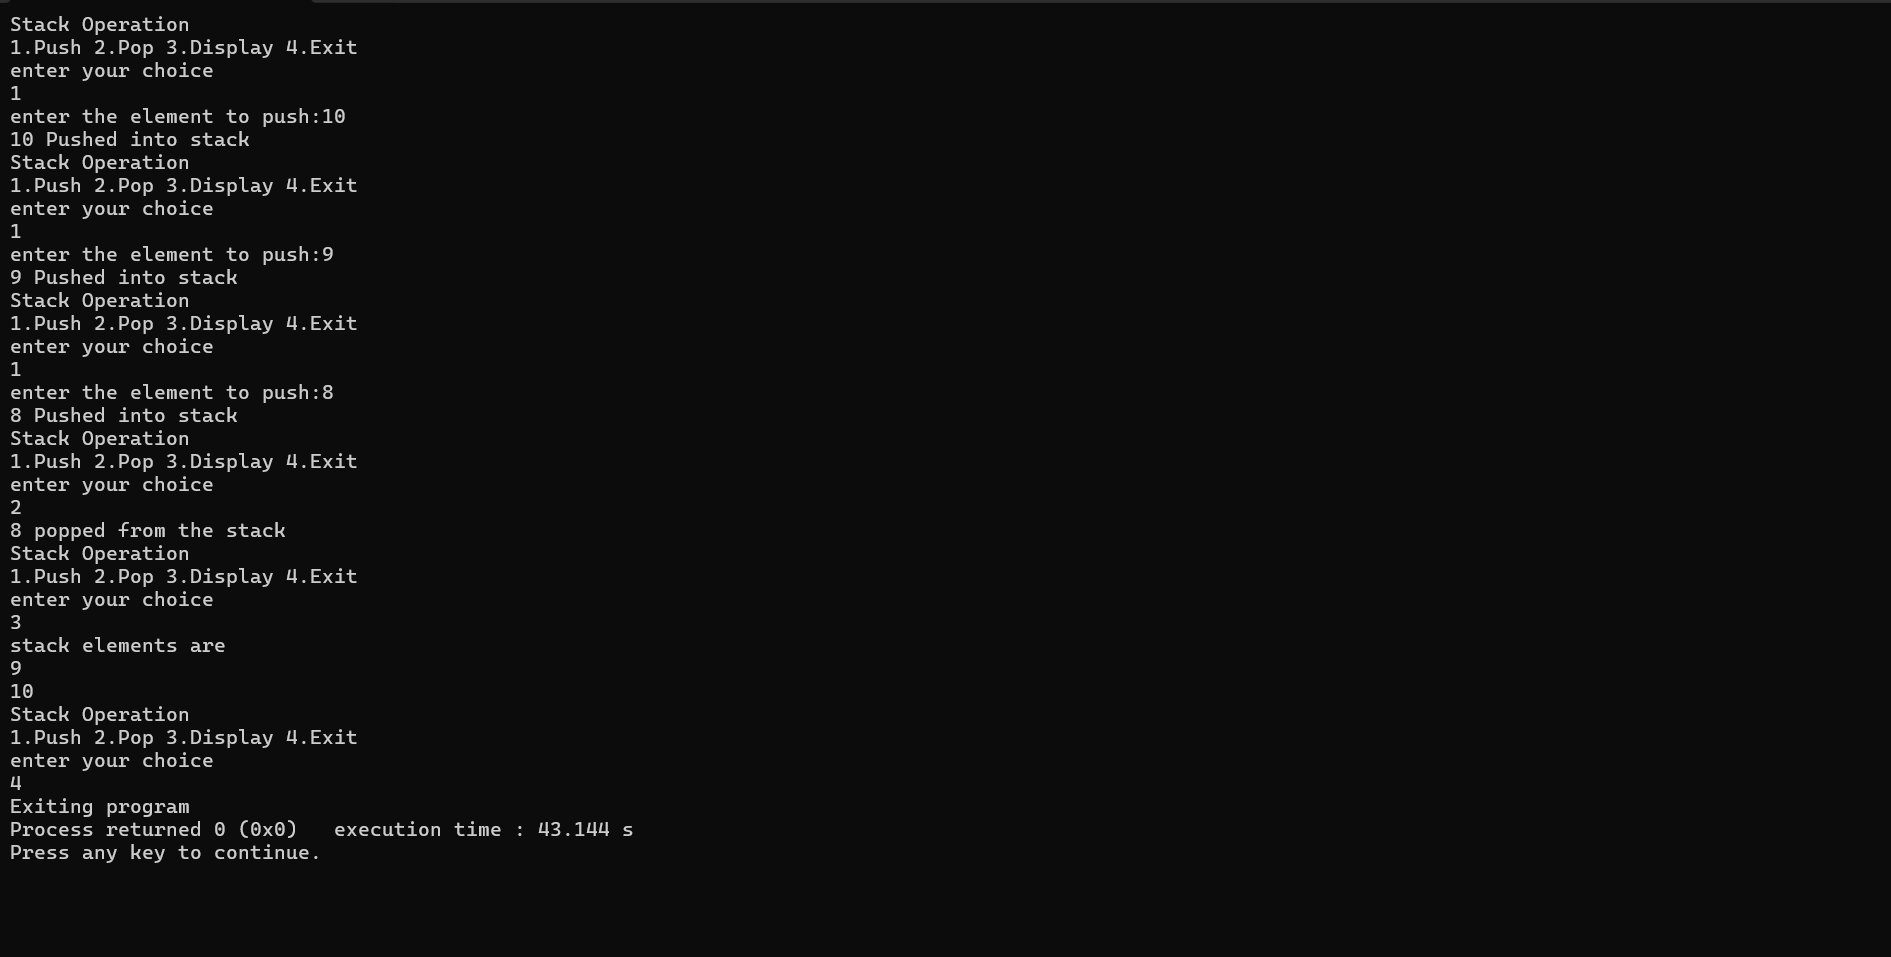 Stack Operation
1.Push 2.Pop 3.Display 4.Exit
enter your choice
1
enter the element to push:10
10 Pushed into stack
Stack Operation
1.Push 2.Pop 3.Display 4.Exit
enter your choice
1
enter the element to push:9
9 Pushed into stack
Stack Operation
1.Push 2.Pop 3.Display 4.Exit
enter your choice
1
enter the element to push:8
8 Pushed into stack
Stack Operation
1.Push 2.Pop 3.Display 4.Exit
enter your choice
2
8 popped from the stack
Stack Operation
1.Push 2.Pop 3.Display 4.Exit
enter your choice
3
stack elements are
9
10
Stack Operation
1.Push 2.Pop 3.Display 4.Exit
enter your choice
4
Exiting program
Process returned 0 (0x0)   execution time : 43.144 s
Press any key to continue.